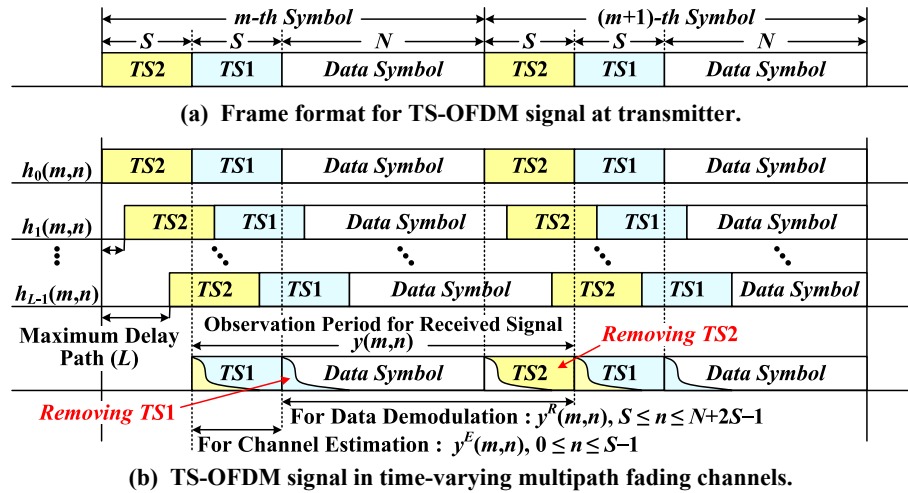 m-th Symbol (m+1)-th Symbol
S S N S S N
TS2 TS1 Data Symbol TS2 TS1 Data Symbol
(a) Frame format for TS-OFDM signal at transmitter.
h0(m,n) TS2 TS1 Data Symbol TS2 TS1 Data Symbol
h1(m,n) TS2 TS1 Data Symbol TS2 TS1 Data Symbol
hL-1(m,n) TS2 TS1 Data Symbol TS2 TS1 Data Symbol
Maximum Delay
Path (L)
Observation Period for Received Signal
y(m,n)
Removing TS2
TS1 Data Symbol TS2 TS1 Data Symbol
Removing TS1
For Data Demodulation : y^R(m,n), S ≤ n ≤ N+2S−1
For Channel Estimation : y^E(m,n), 0 ≤ n ≤ S−1
(b) TS-OFDM signal in time-varying multipath fading channels.